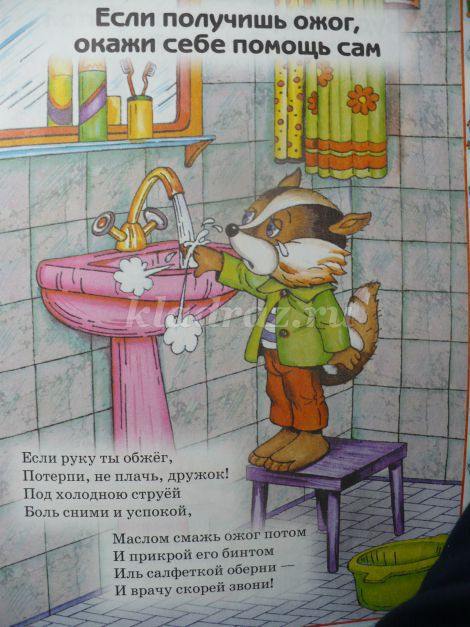 Если получишь ожог,
окажи себе помощь сам
kladraz.ru
Если руку ты обжёг,
Потерпи, не плачь, дружок!
Под холодною струёй
Боль сними и успокой,
Маслом смажь ожог потом
И прикрой его бинтом
Иль салфеткой оберни —
И врачу скорей звони!